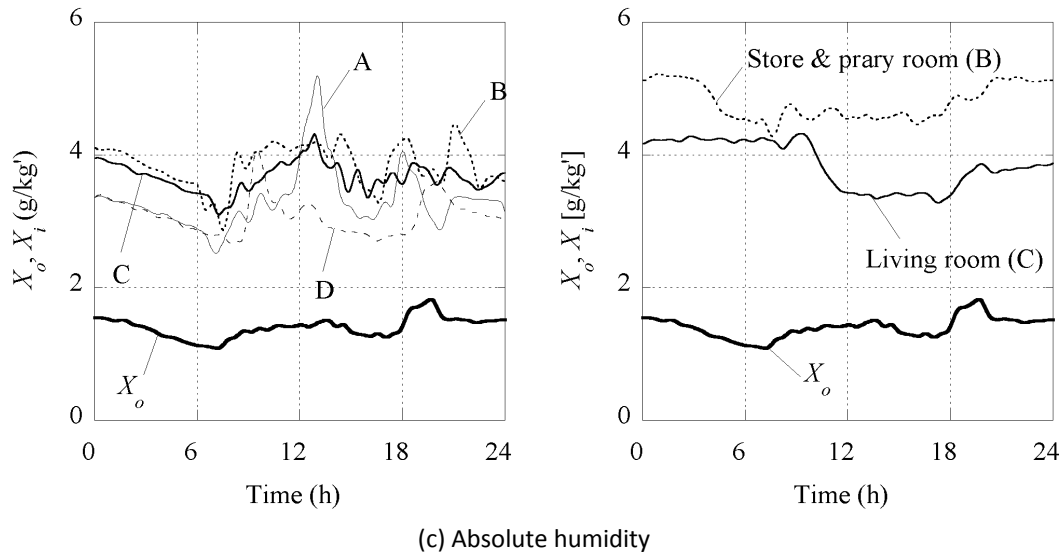 6
4
2
0
X_o, X_i (g/kg')
A
B
C
D
X_o
0 6 12 18 24
Time (h)
6
4
2
0
X_o, X_i [g/kg']
Store & prary room (B)
Living room (C)
X_o
0 6 12 18 24
Time (h)
(c) Absolute humidity